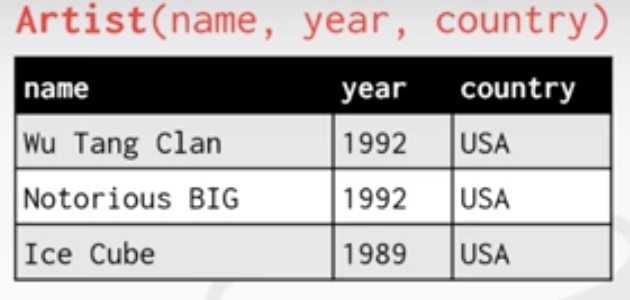 Artist(name, year, country)
name year country
Wu Tang Clan 1992 USA
Notorious BIG 1992 USA
Ice Cube 1989 USA